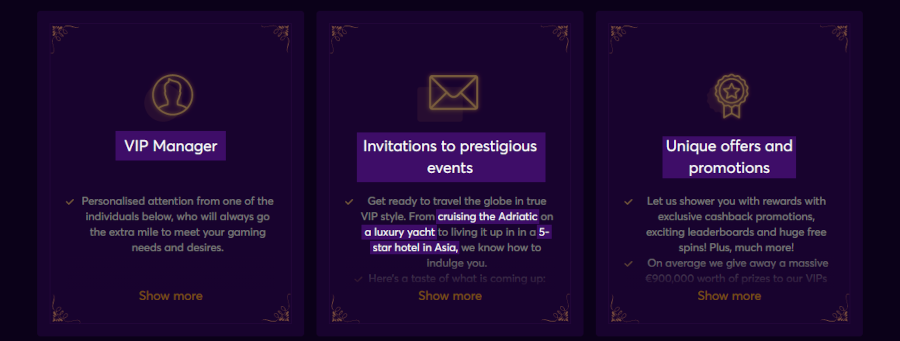 VIP Manager
Personalised attention from one of the
individuals below, who will always go
the extra mile to meet your gaming
needs and desires.
Show more
Invitations to prestigious
events
Get ready to travel the globe in true
VIP style. From cruising the Adriatic on
a luxury yacht to living it up in in a 5-
star hotel in Asia, we know how to
indulge you.
Here's a taste of what is coming up:
Show more
Unique offers and
promotions
Let us shower you with rewards with
exclusive cashback promotions,
exciting leaderboards and huge free
spins! Plus, much more!
On average we give away a massive
€900,000 worth of prizes to our VIPs
Show more